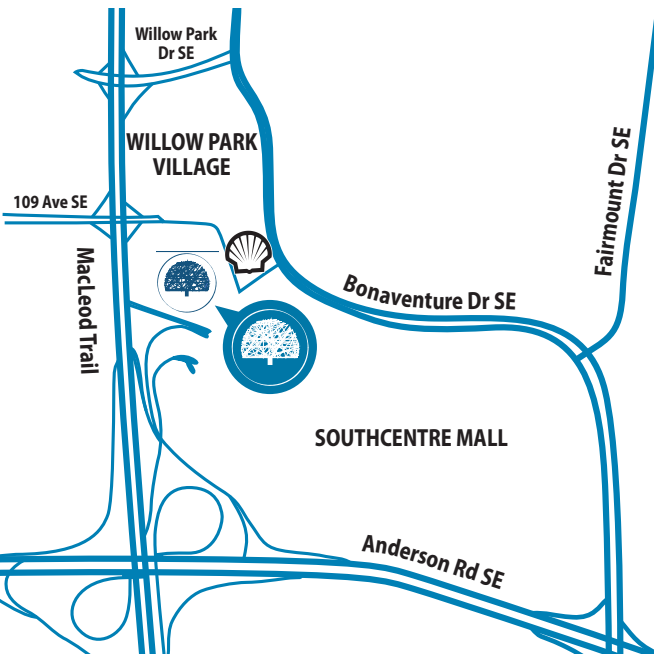 Willow Park
Dr SE
WILLOW PARK
VILLAGE
109 Ave SE
MacLeod Trail
Fairmount Dr SE
Bonaventure Dr SE
SOUTHCENTRE MALL
Anderson Rd SE